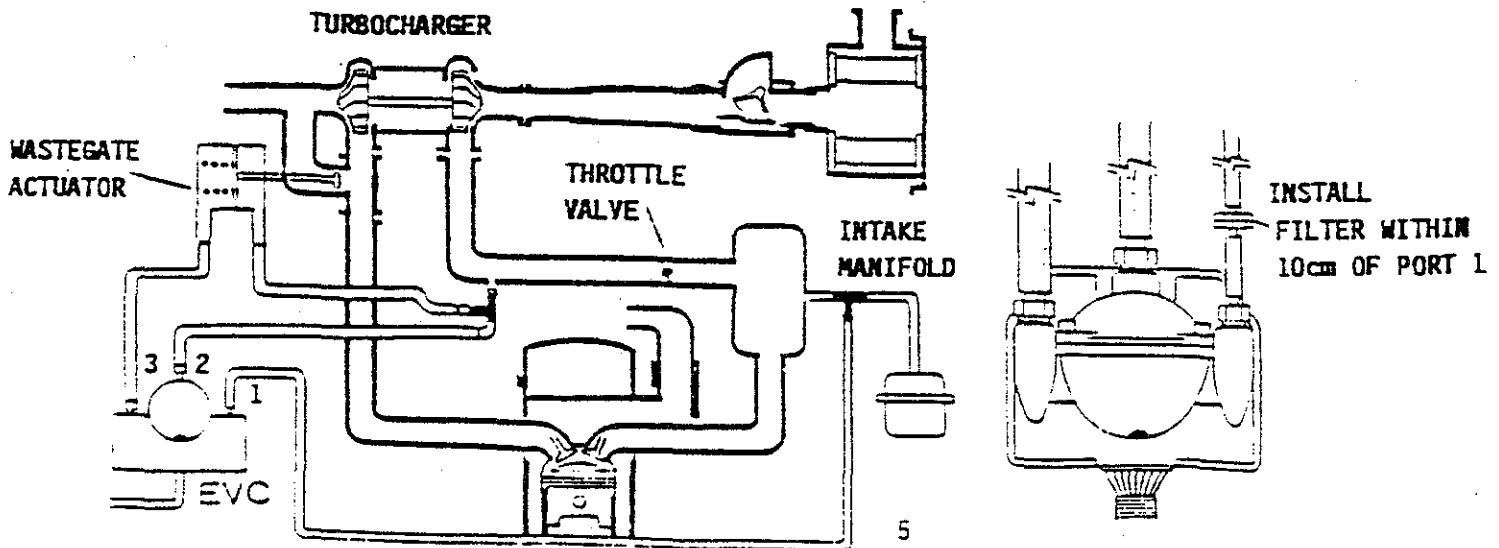 TURBOCHARGER
WASTEGATE
ACTUATOR
THROTTLE
VALVE
INTAKE
MANIFOLD
INSTALL
FILTER WITHIN
10cm OF PORT 1
3 2
1
EVC
5